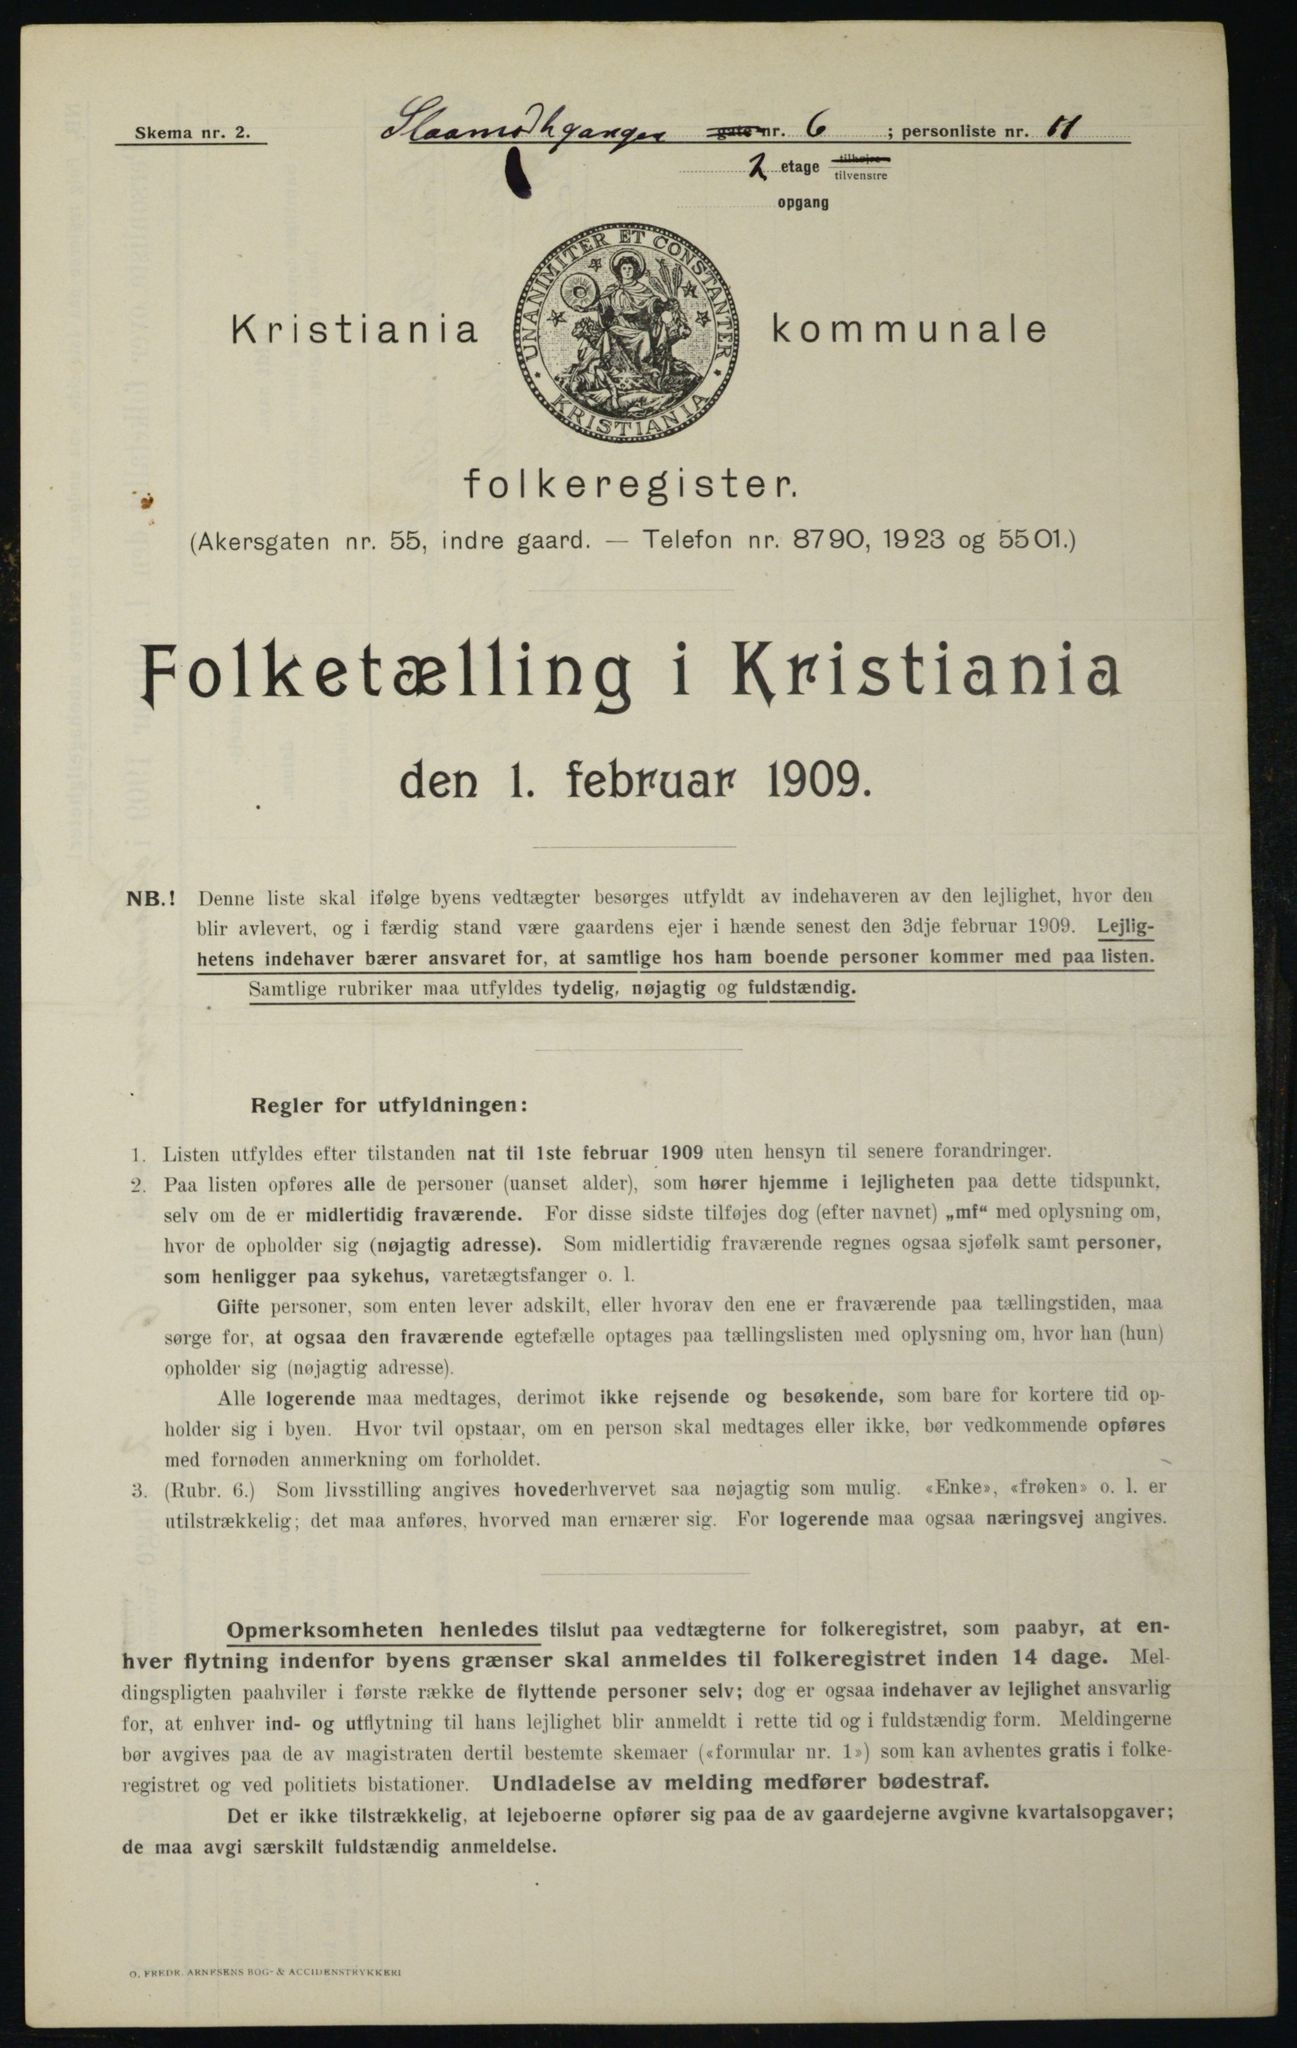 Skema nr. 2. Slaamodhgangen gate nr. 6 ; personliste nr. 11
2 etage tilhøjre
tilvenstre
opgang
UNANIMITER ET CONSTANTER
KRISTIANIA
Kristiania kommunale
folkeregister.
(Akersgaten nr. 55, indre gaard. — Telefon nr. 8790, 1923 og 5501.)
Folketælling i Kristiania
den 1. februar 1909.
NB.! Denne liste skal ifølge byens vedtægter besørges utfyldt av indehaveren av den lejlighet, hvor den
blir avlevert, og i færdig stand være gaardens ejer i hænde senest den 3dje februar 1909. Lejlig-
hetens indehaver bærer ansvaret for, at samtlige hos ham boende personer kommer med paa listen.
Samtlige rubriker maa utfyldes tydelig, nøjagtig og fuldstændig.
Regler for utfyldningen:
1. Listen utfyldes efter tilstanden nat til 1ste februar 1909 uten hensyn til senere forandringer.
2. Paa listen opføres alle de personer (uanset alder), som hører hjemme i lejligheten paa dette tidspunkt,
selv om de er midlertidig fraværende. For disse sidste tilføjes dog (efter navnet) „mf“ med oplysning om,
hvor de opholder sig (nøjagtig adresse). Som midlertidig fraværende regnes ogsaa sjøfolk samt personer,
som henligger paa sykehus, varetægtsfanger o. l.
Gifte personer, som enten lever adskilt, eller hvorav den ene er fraværende paa tællingstiden, maa
sørge for, at ogsaa den fraværende egtefælle optages paa tællingslisten med oplysning om, hvor han (hun)
opholder sig (nøjagtig adresse).
Alle logerende maa medtages, derimot ikke rejsende og besøkende, som bare for kortere tid op-
holder sig i byen. Hvor tvil opstaar, om en person skal medtages eller ikke, bør vedkommende opføres
med fornøden anmerkning om forholdet.
3. (Rubr. 6.) Som livsstilling angives hovederhvervet saa nøjagtig som mulig. «Enke», «frøken» o. l. er
utilstrækkelig; det maa anføres, hvorved man ernærer sig. For logerende maa ogsaa næringsvej angives.
Opmerksomheten henledes tilslut paa vedtægterne for folkeregistret, som paabyr, at en-
hver flytning indenfor byens grænser skal anmeldes til folkeregistret inden 14 dage. Mel-
dingspligten paahviler i første række de flyttende personer selv; dog er ogsaa indehaver av lejlighet ansvarlig
for, at enhver ind- og utflytning til hans lejlighet blir anmeldt i rette tid og i fuldstændig form. Meldingerne
bør avgives paa de av magistraten dertil bestemte skemaer («formular nr. 1») som kan avhentes gratis i folke-
registret og ved politiets bistationer. Undladelse av melding medfører bødestraf.
Det er ikke tilstrækkelig, at lejeboerne opfører sig paa de av gaardejerne avgivne kvartalsopgaver;
de maa avgi særskilt fuldstændig anmeldelse.
O. FREDR. ARNESENS BOG- & ACCIDENSTRYKKERI